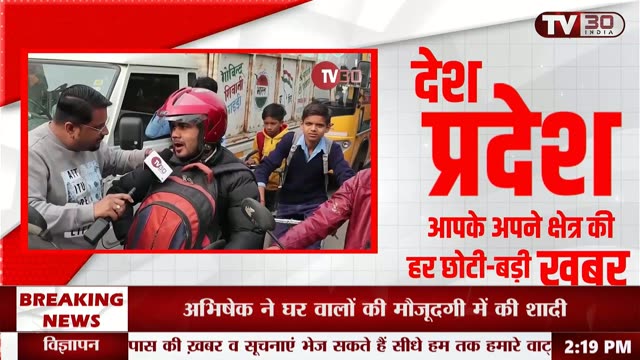 TV30
INDIA
देश
प्रदेश
आपके अपने क्षेत्र की
हर छोटी-बड़ी खबर
TV30
गोबिन्द
BREAKING
NEWS
अभिषेक ने घर वालों की मौजूदगी में की शादी
विज्ञापन
पास की ख़बर व सूचनाएं भेज सकते हैं सीधे हम तक हमारे वाट्
2:19 PM